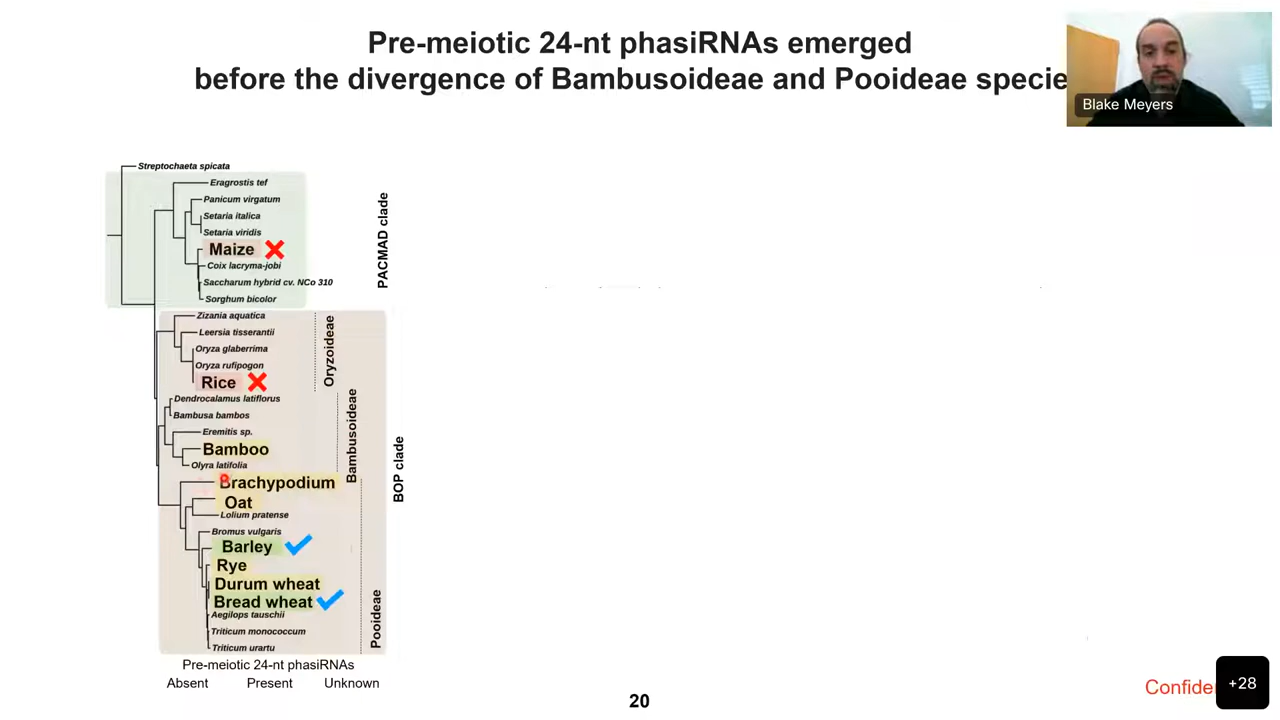 Pre-meiotic 24-nt phasiRNAs emerged
before the divergence of Bambusoideae and Pooideae specie
Blake Meyers
Streptochaeta spicata
Eragrostis tef
Panicum virgatum
Setaria italica
Setaria viridis
Maize
Coix lacryma-jobi
Saccharum hybrid cv. NCo 310
Sorghum bicolor
PACMAD clade
Zizania aquatica
Leersia tisserantii
Oryza glaberrima
Oryza rufipogon
Rice
Oryzoideae
Dendrocalamus latiflorus
Bambusa bambos
Eremitis sp.
Bamboo
Olyra latifolia
Bambusoideae
Brachypodium
Oat
Lolium pratense
Bromus vulgaris
Barley
Rye
Durum wheat
Bread wheat
Aegilops tauschii
Triticum monococcum
Triticum urartu
Pooideae
BOP clade
Pre-meiotic 24-nt phasiRNAs
Absent Present Unknown
20
Confide
+28